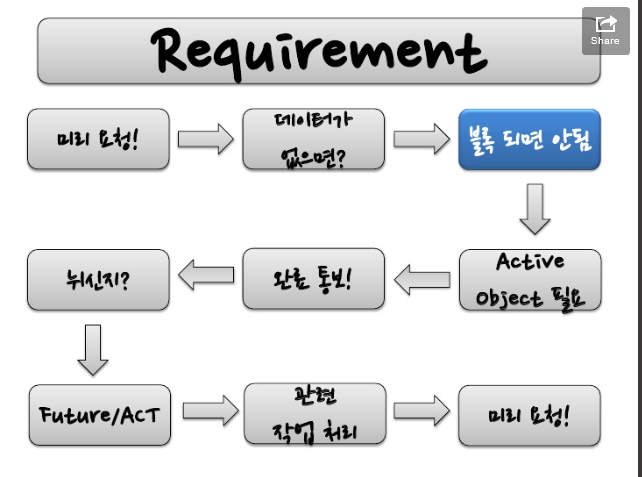 Requirement
Share
미리 요청!
데이터가
없으면?
블록 되면 안됨
Active
Object 필요
완료 통보!
뉘신지?
Future/ACT
관련
작업 처리
미리 요청!